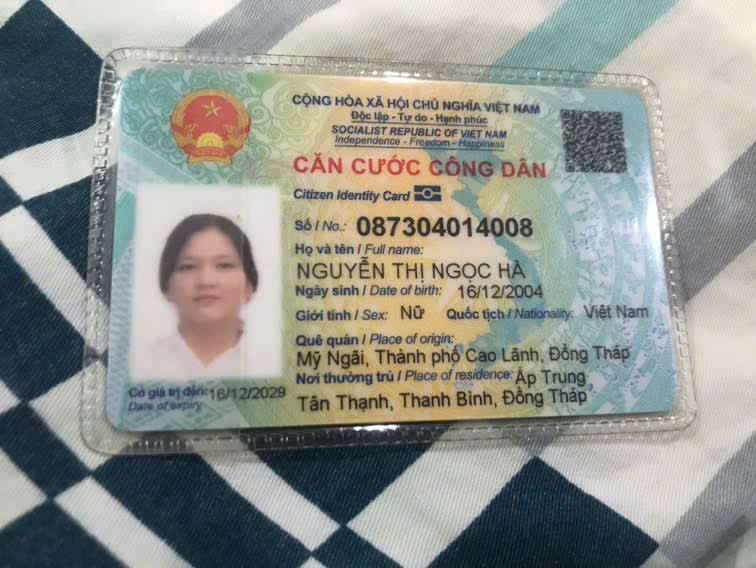 CỘNG HÒA XÃ HỘI CHỦ NGHĨA VIỆT NAM
Độc lập - Tự do - Hạnh phúc
SOCIALIST REPUBLIC OF VIET NAM
Independence - Freedom - Happiness
CĂN CƯỚC CÔNG DÂN
Citizen Identity Card
Số / No.: 087304014008
Họ và tên / Full name:
NGUYỄN THỊ NGỌC HÀ
Ngày sinh / Date of birth: 16/12/2004
Giới tính / Sex: Nữ Quốc tịch / Nationality: Việt Nam
Quê quán / Place of origin:
Mỹ Ngãi, Thành phố Cao Lãnh, Đồng Tháp
Nơi thường trú / Place of residence: Ấp Trung
Tân Thạnh, Thanh Bình, Đồng Tháp
Có giá trị đến: 16/12/2029
Date of expiry